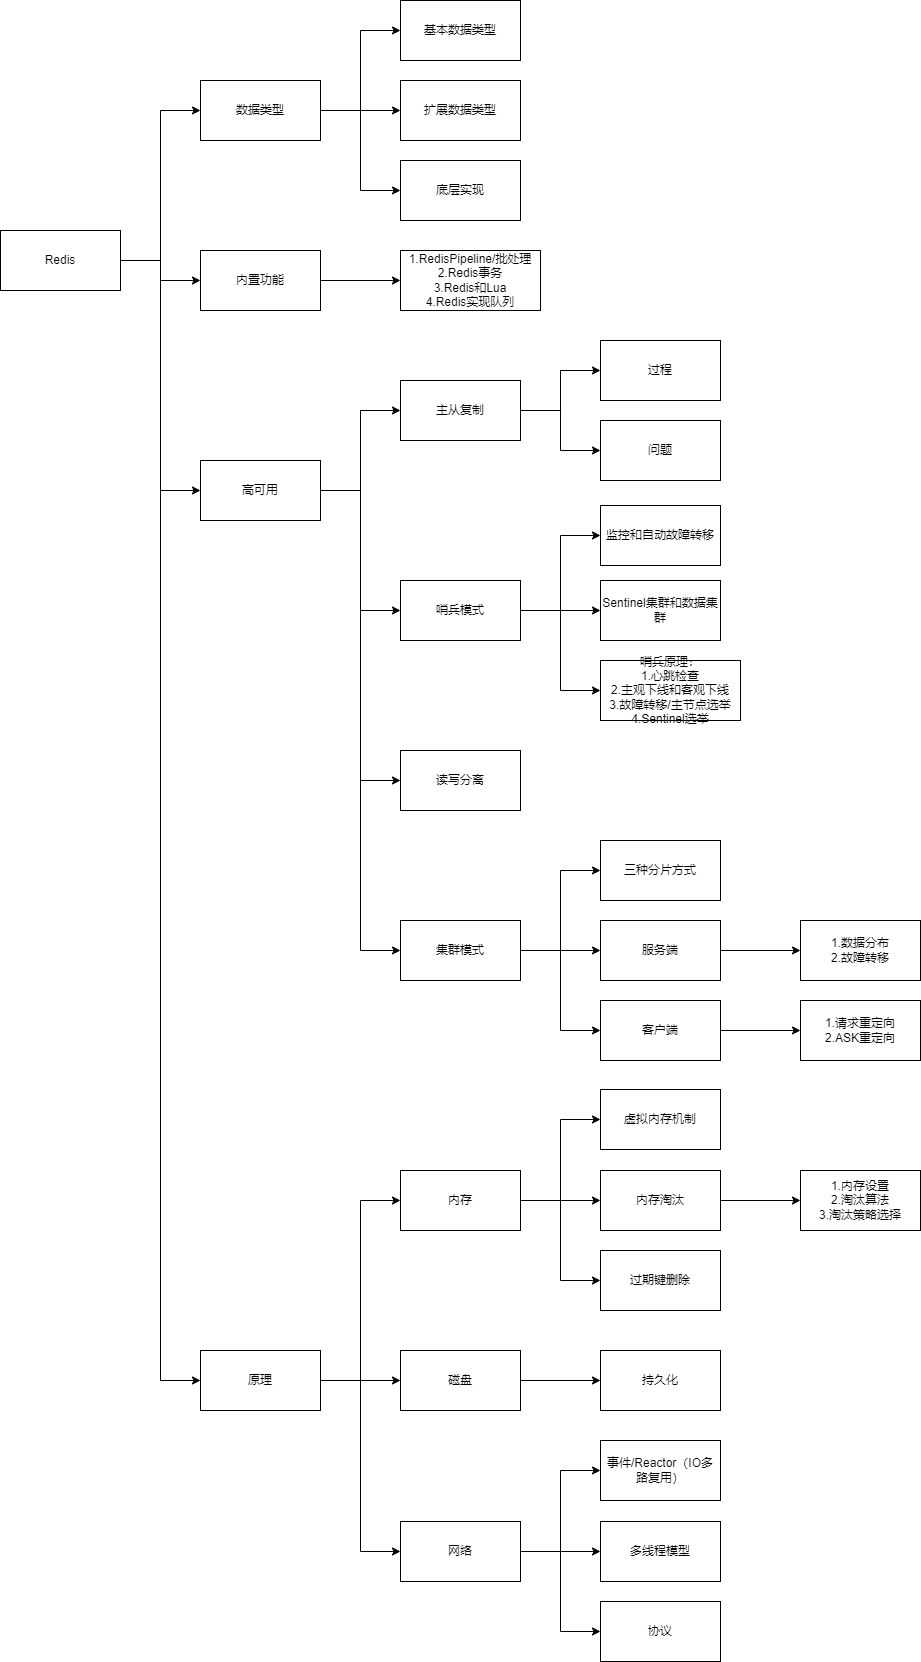 基本数据类型
数据类型
扩展数据类型
底层实现
Redis
内置功能
1.RedisPipeline/批处理
2.Redis事务
3.Redis和Lua
4.Redis实现队列
过程
主从复制
问题
高可用
监控和自动故障转移
哨兵模式
Sentinel集群和数据集
群
哨兵原理：
1.心跳检查
2.主观下线和客观下线
3.故障转移/主节点选举
4.Sentinel选举
读写分离
三种分片方式
集群模式
服务端
1.数据分布
2.故障转移
客户端
1.请求重定向
2.ASK重定向
虚拟内存机制
内存
内存淘汰
1.内存设置
2.淘汰算法
3.淘汰策略选择
过期键删除
原理
磁盘
持久化
事件/Reactor（IO多
路复用）
网络
多线程模型
协议